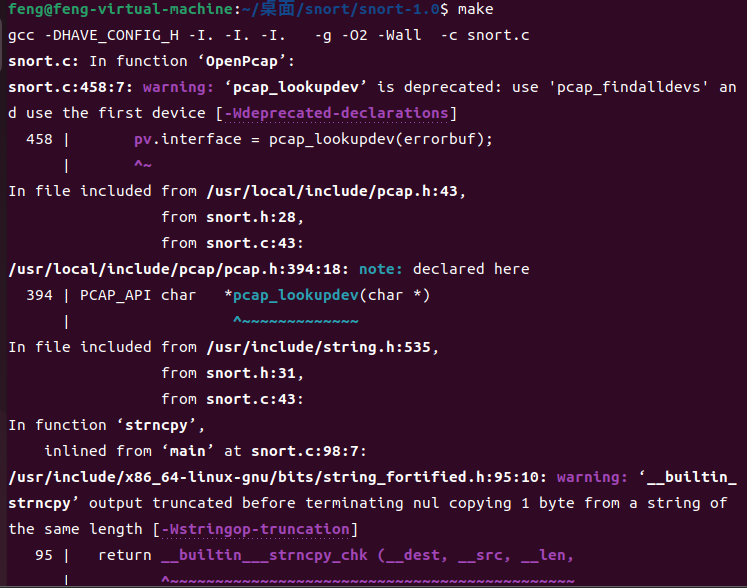 feng@feng-virtual-machine:~/桌面/snort/snort-1.0$ make
gcc -DHAVE_CONFIG_H -I. -I. -I.   -g -O2 -Wall  -c snort.c
snort.c: In function ‘OpenPcap’:
snort.c:458:7: warning: ‘pcap_lookupdev’ is deprecated: use 'pcap_findalldevs' an
d use the first device [-Wdeprecated-declarations]
  458 |       pv.interface = pcap_lookupdev(errorbuf);
      |       ^~
In file included from /usr/local/include/pcap.h:43,
                 from snort.h:28,
                 from snort.c:43:
/usr/local/include/pcap/pcap.h:394:18: note: declared here
  394 | PCAP_API char   *pcap_lookupdev(char *)
      |                  ^~~~~~~~~~~~~~
In file included from /usr/include/string.h:535,
                 from snort.h:31,
                 from snort.c:43:
In function ‘strncpy’,
    inlined from ‘main’ at snort.c:98:7:
/usr/include/x86_64-linux-gnu/bits/string_fortified.h:95:10: warning: ‘__builtin_
strncpy’ output truncated before terminating nul copying 1 byte from a string of
the same length [-Wstringop-truncation]
   95 |   return __builtin___strncpy_chk (__dest, __src, __len,
      |          ^~~~~~~~~~~~~~~~~~~~~~~~~~~~~~~~~~~~~~~~~~~~~~